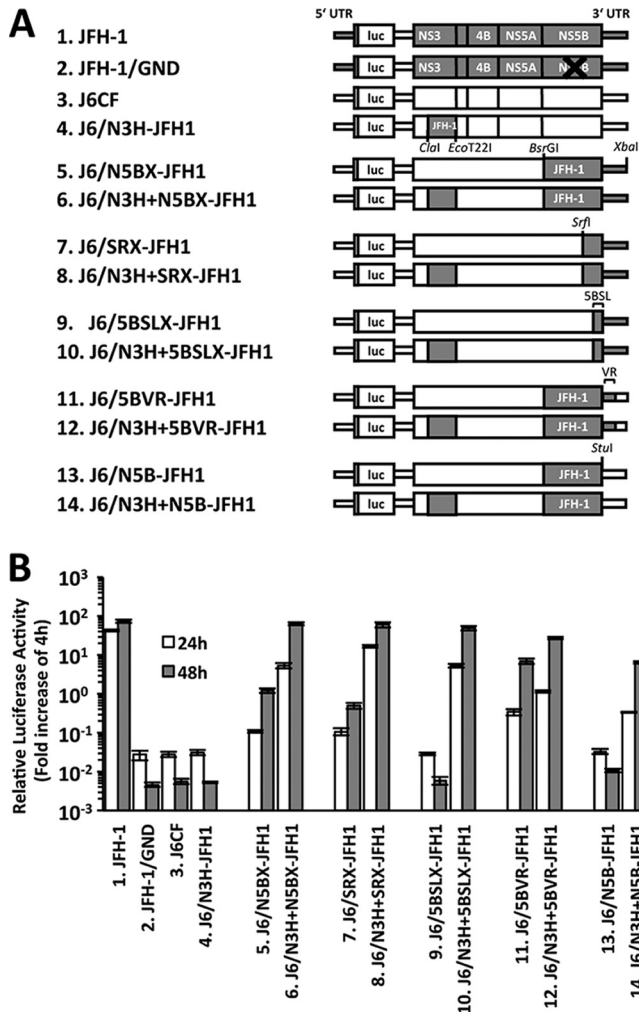 A
5' UTR
3' UTR
1. JFH-1
luc
NS3
4B
NS5A
NS5B
2. JFH-1/GND
luc
NS3
4B
NS5A
3. J6CF
luc
4. J6/N3H-JFH1
luc
JFH-1
ClaI
EcoT22I
BsrGI
XbaI
5. J6/N5BX-JFH1
luc
JFH-1
6. J6/N3H+N5BX-JFH1
luc
JFH-1
SrfI
7. J6/SRX-JFH1
luc
8. J6/N3H+SRX-JFH1
luc
5BSL
9. J6/5BSLX-JFH1
luc
10. J6/N3H+5BSLX-JFH1
luc
VR
11. J6/5BVR-JFH1
luc
JFH-1
12. J6/N3H+5BVR-JFH1
luc
JFH-1
StuI
13. J6/N5B-JFH1
luc
JFH-1
14. J6/N3H+N5B-JFH1
luc
JFH-1
B
Relative Luciferase Activity
(Fold increase of 4h)
10³
10²
10¹
10⁰
10⁻¹
10⁻²
10⁻³
24h
48h
1. JFH-1
2. JFH-1/GND
3. J6CF
4. J6/N3H-JFH1
5. J6/N5BX-JFH1
6. J6/N3H+N5BX-JFH1
7. J6/SRX-JFH1
8. J6/N3H+SRX-JFH1
9. J6/5BSLX-JFH1
10. J6/N3H+5BSLX-JFH1
11. J6/5BVR-JFH1
12. J6/N3H+5BVR-JFH1
13. J6/N5B-JFH1
14. J6/N3H+N5B-JFH1